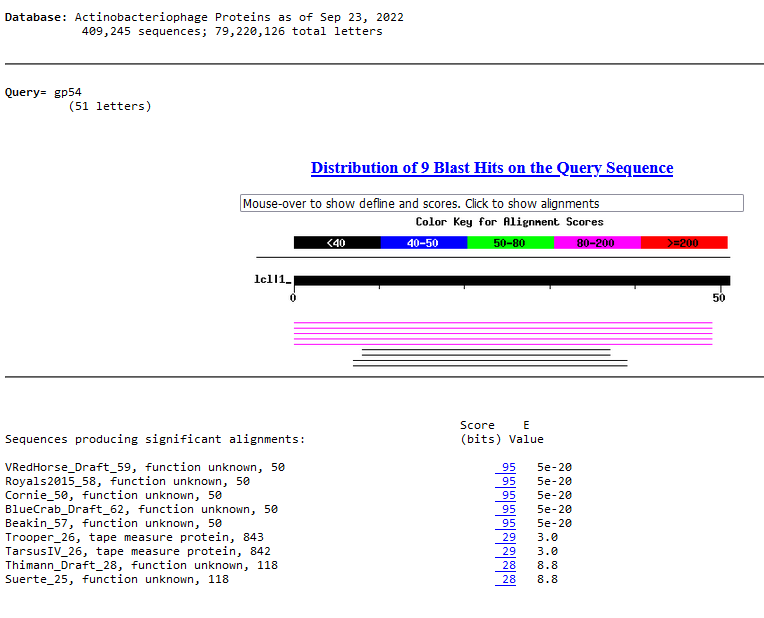 Database: Actinobacteriophage Proteins as of Sep 23, 2022
409,245 sequences; 79,220,126 total letters
Query= gp54
(51 letters)
Distribution of 9 Blast Hits on the Query Sequence
Mouse-over to show defline and scores. Click to show alignments
Color Key for Alignment Scores
<40 40-50 50-80 80-200 >=200
lcl|1_
0 50
Score E
Sequences producing significant alignments: (bits) Value
VRedHorse_Draft_59, function unknown, 50 95 5e-20
Royals2015_58, function unknown, 50 95 5e-20
Cornie_50, function unknown, 50 95 5e-20
BlueCrab_Draft_62, function unknown, 50 95 5e-20
Beakin_57, function unknown, 50 95 5e-20
Trooper_26, tape measure protein, 843 29 3.0
TarsusIV_26, tape measure protein, 842 29 3.0
Thimann_Draft_28, function unknown, 118 28 8.8
Suerte_25, function unknown, 118 28 8.8